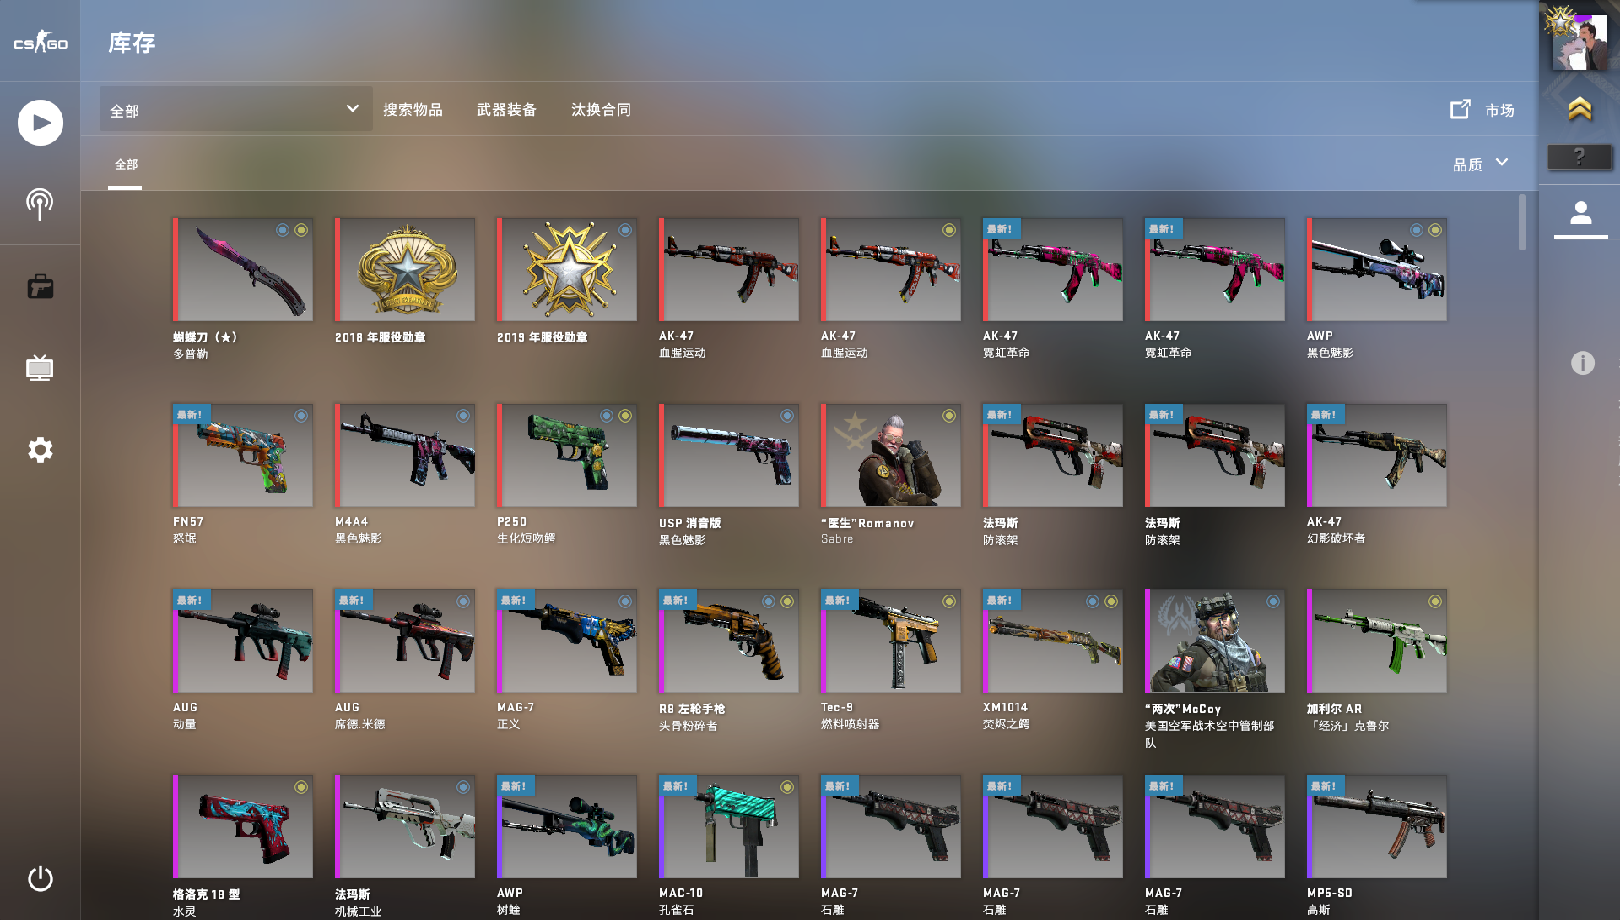 CS GO
库存
全部
搜索物品
武器装备
汰换合同
市场
全部
品质
?
蝴蝶刀（★）
多普勒
2018 年服役勋章
2019 年服役勋章
AK-47
血腥运动
AK-47
血腥运动
最新！
AK-47
霓虹革命
最新！
AK-47
霓虹革命
AWP
黑色魅影
最新！
FN57
怒氓
M4A4
黑色魅影
P250
生化短吻鳄
USP 消音版
黑色魅影
“医生”Romanov
Sabre
最新！
法玛斯
防滚架
最新！
法玛斯
防滚架
最新！
AK-47
幻影破坏者
最新！
AUG
动量
最新！
AUG
席德.米德
最新！
MAG-7
正义
最新！
R8 左轮手枪
头骨粉碎者
最新！
Tec-9
燃料喷射器
最新！
XM1014
焚烬之鳄
“两次”McCoy
美国空军战术空中管制部
队
加利尔 AR
「经济」克鲁尔
格洛克 18 型
水灵
法玛斯
机械工业
最新！
AWP
树蝰
最新！
MAC-10
孔雀石
最新！
MAG-7
石雕
最新！
MAG-7
石雕
最新！
MAG-7
石雕
最新！
MP5-SD
高斯